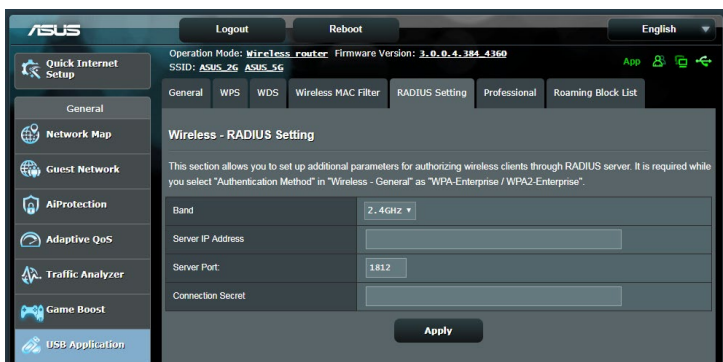 ASUS
Logout
Reboot
English
Quick Internet Setup
Operation Mode: Wireless router Firmware Version: 3.0.0.4.384_4360
SSID: ASUS_2G ASUS_5G
App
General WPS WDS Wireless MAC Filter RADIUS Setting Professional Roaming Block List
General
Network Map
Guest Network
AiProtection
Adaptive QoS
Traffic Analyzer
Game Boost
USB Application
Wireless - RADIUS Setting
This section allows you to set up additional parameters for authorizing wireless clients through RADIUS server. It is required while
you select "Authentication Method" in "Wireless - General" as "WPA-Enterprise / WPA2-Enterprise".
Band 2.4GHz
Server IP Address
Server Port: 1812
Connection Secret
Apply